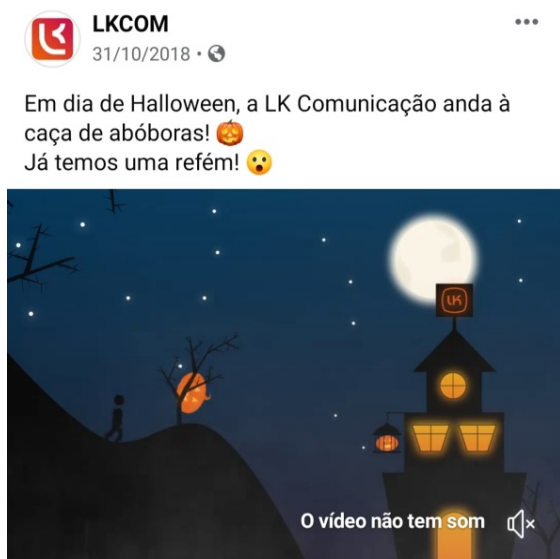 LKCOM
31/10/2018
Em dia de Halloween, a LK Comunicação anda à
caça de abóboras! 🎃
Já temos uma refém! 😮
LK
O vídeo não tem som